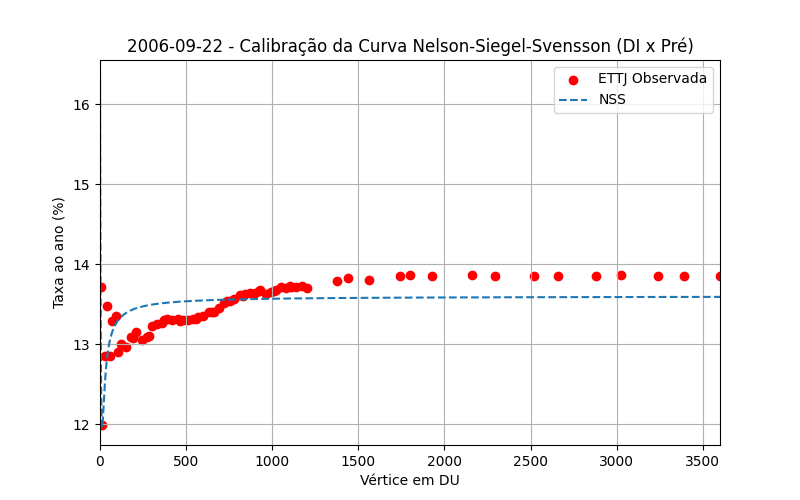 2006-09-22 - Calibração da Curva Nelson-Siegel-Svensson (DI x Pré)
ETTJ Observada
NSS
Taxa ao ano (%)
16
15
14
13
12
0
500
1000
1500
2000
2500
3000
3500
Vértice em DU